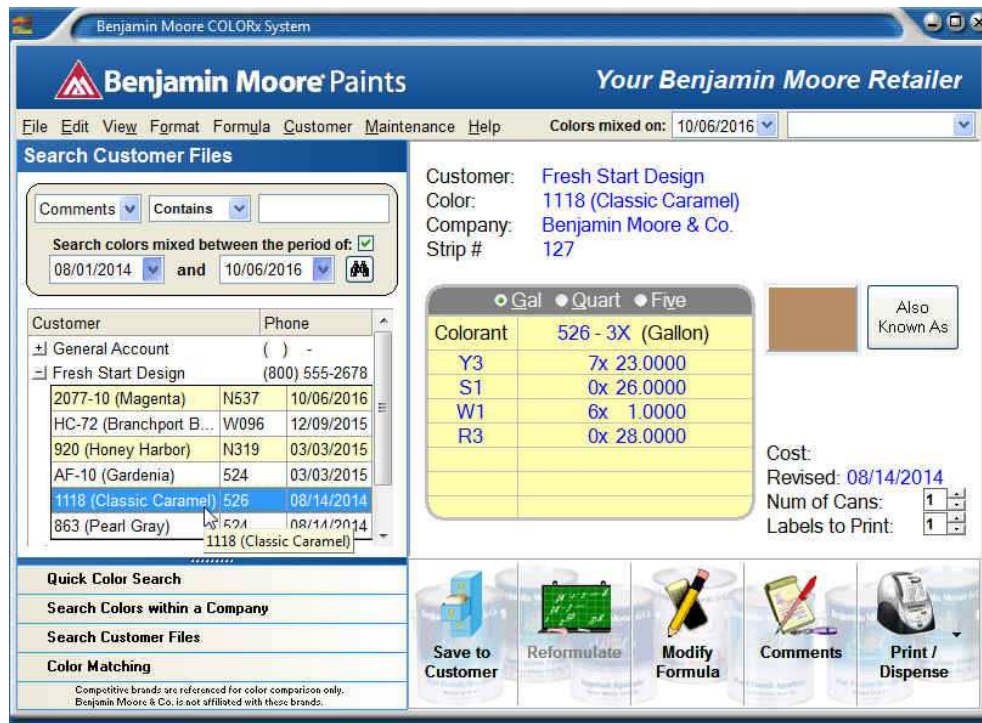 Benjamin Moore COLORx System
Benjamin Moore Paints
Your Benjamin Moore Retailer
File Edit View Format Formula Customer Maintenance Help
Colors mixed on: 10/06/2016
Search Customer Files
Comments Contains
Search colors mixed between the period of:
08/01/2014 and 10/06/2016
Customer Phone
General Account ( ) -
Fresh Start Design (800) 555-2678
2077-10 (Magenta) N537 10/06/2016
HC-72 (Branchport B... W096 12/09/2015
920 (Honey Harbor) N319 03/03/2015
AF-10 (Gardenia) 524 03/03/2015
1118 (Classic Caramel) 526 08/14/2014
863 (Pearl Gray) 524 08/14/2014
1118 (Classic Caramel)
Quick Color Search
Search Colors within a Company
Search Customer Files
Color Matching
Competitive brands are referenced for color comparison only.
Benjamin Moore & Co. is not affiliated with these brands.
Customer: Fresh Start Design
Color: 1118 (Classic Caramel)
Company: Benjamin Moore & Co.
Strip # 127
Gal Quart Five
Colorant 526 - 3X (Gallon)
Y3 7x 23.0000
S1 0x 26.0000
W1 6x 1.0000
R3 0x 28.0000
Also
Known As
Cost:
Revised: 08/14/2014
Num of Cans: 1
Labels to Print: 1
Save to
Customer
Reformulate
Modify
Formula
Comments
Print /
Dispense